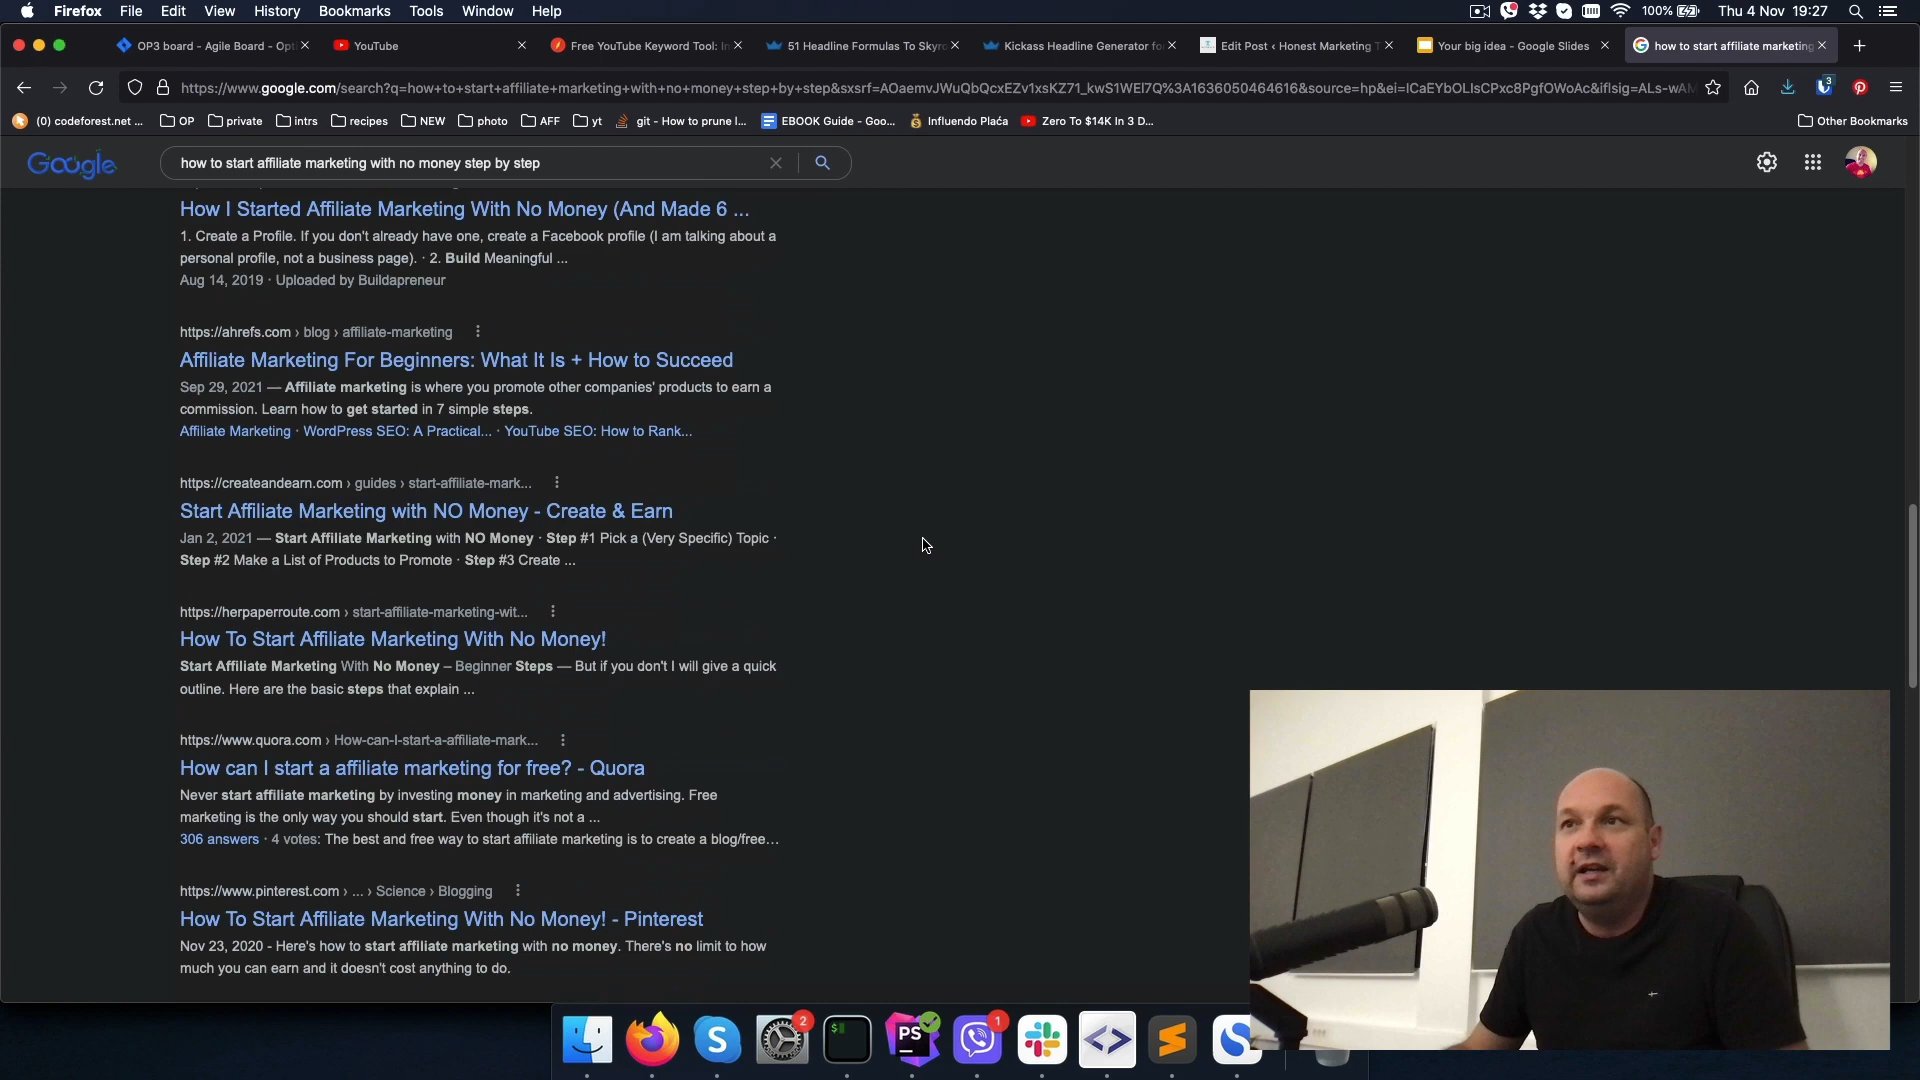 Firefox File Edit View History Bookmarks Tools Window Help
100% Thu 4 Nov 19:27
OP3 board - Agile Board - Opti
YouTube
Free YouTube Keyword Tool: In
51 Headline Formulas To Skyro
Kickass Headline Generator fo
Edit Post ‹ Honest Marketing T
Your big idea - Google Slides
how to start affiliate marketing
https://www.google.com/search?q=how+to+start+affiliate+marketing+with+no+money+step+by+step&sxsrf=AOaemvJWuQbQcxEZv1xsKZ71_kwS1WEl7Q%3A1636050464616&source=hp&ei=ICaEYbOLIsCPxc8PgfOWoAc&iflsig=ALs-wAM
3
(0) codeforest.net ... OP private intrs recipes NEW photo AFF yt git - How to prune l... EBOOK Guide - Goo... Influendo Plaća Zero To $14K In 3 D... Other Bookmarks
Google
how to start affiliate marketing with no money step by step
How I Started Affiliate Marketing With No Money (And Made 6 ...
1. Create a Profile. If you don't already have one, create a Facebook profile (I am talking about a
personal profile, not a business page). · 2. Build Meaningful ...
Aug 14, 2019 · Uploaded by Buildapreneur
https://ahrefs.com › blog › affiliate-marketing
Affiliate Marketing For Beginners: What It Is + How to Succeed
Sep 29, 2021 — Affiliate marketing is where you promote other companies' products to earn a
commission. Learn how to get started in 7 simple steps.
Affiliate Marketing · WordPress SEO: A Practical... · YouTube SEO: How to Rank...
https://createandearn.com › guides › start-affiliate-mark...
Start Affiliate Marketing with NO Money - Create & Earn
Jan 2, 2021 — Start Affiliate Marketing with NO Money · Step #1 Pick a (Very Specific) Topic ·
Step #2 Make a List of Products to Promote · Step #3 Create ...
https://herpaperroute.com › start-affiliate-marketing-wit...
How To Start Affiliate Marketing With No Money!
Start Affiliate Marketing With No Money – Beginner Steps — But if you don't I will give a quick
outline. Here are the basic steps that explain ...
https://www.quora.com › How-can-I-start-a-affiliate-mark...
How can I start a affiliate marketing for free? - Quora
Never start affiliate marketing by investing money in marketing and advertising. Free
marketing is the only way you should start. Even though it's not a ...
306 answers · 4 votes: The best and free way to start affiliate marketing is to create a blog/free...
https://www.pinterest.com › ... › Science › Blogging
How To Start Affiliate Marketing With No Money! - Pinterest
Nov 23, 2020 - Here's how to start affiliate marketing with no money. There's no limit to how
much you can earn and it doesn't cost anything to do.
S 2 $ PS 1 S